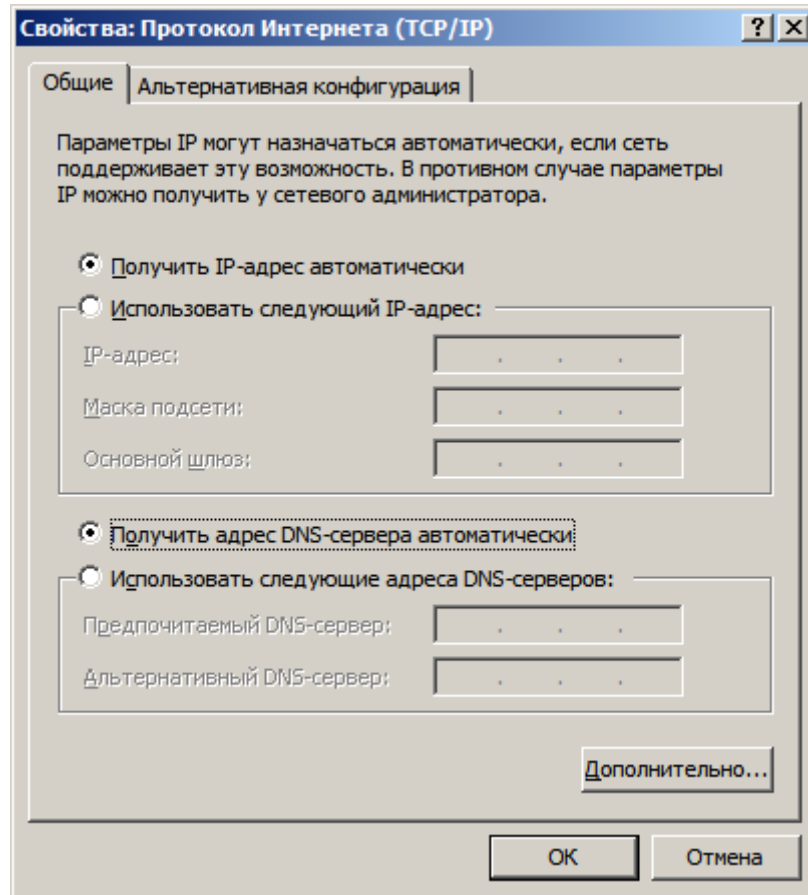 Свойства: Протокол Интернета (TCP/IP)
Общие
Альтернативная конфигурация
Параметры IP могут назначаться автоматически, если сеть
поддерживает эту возможность. В противном случае параметры
IP можно получить у сетевого администратора.
Получить IP-адрес автоматически
Использовать следующий IP-адрес:
IP-адрес:
Маска подсети:
Основной шлюз:
Получить адрес DNS-сервера автоматически
Использовать следующие адреса DNS-серверов:
Предпочитаемый DNS-сервер:
Альтернативный DNS-сервер:
Дополнительно...
ОК
Отмена